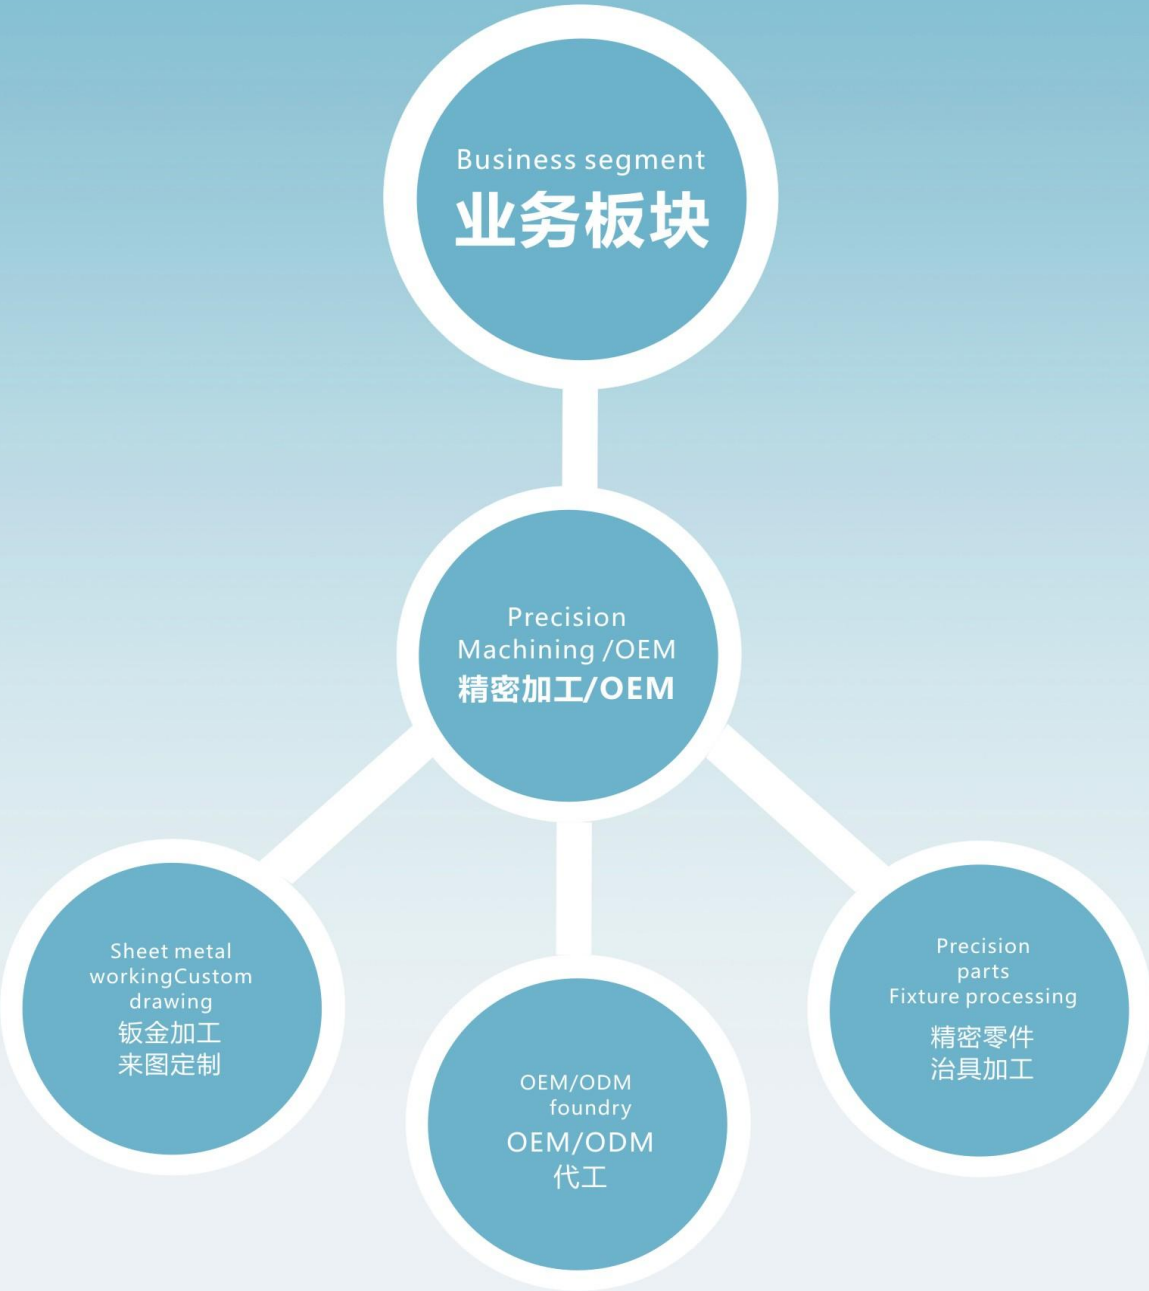 Business segment
业务板块
Precision
Machining /OEM
精密加工/OEM
Sheet metal
workingCustom
drawing
钣金加工
来图定制
OEM/ODM
foundry
OEM/ODM
代工
Precision
parts
Fixture processing
精密零件
治具加工